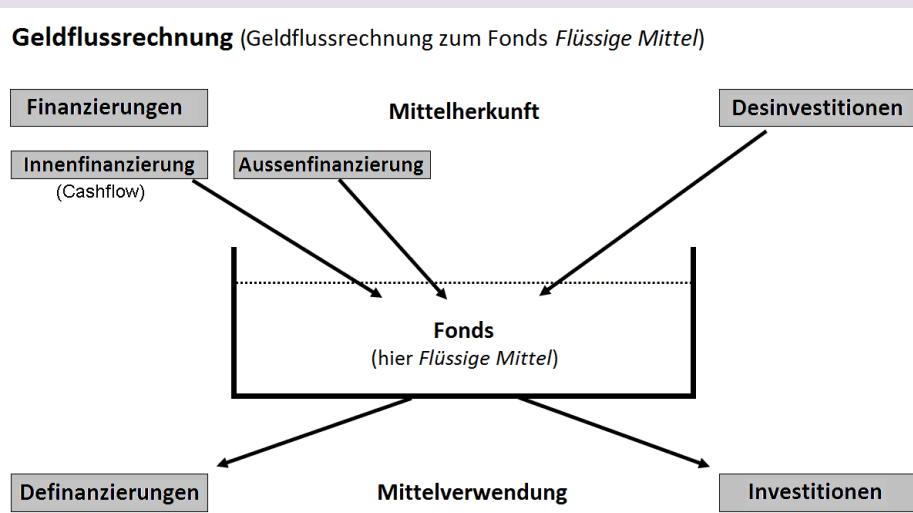 Geldflussrechnung (Geldflussrechnung zum Fonds Flüssige Mittel)
Finanzierungen
Mittelherkunft
Desinvestitionen
Innenfinanzierung
Aussenfinanzierung
(Cashflow)
Fonds
(hier Flüssige Mittel)
Definanzierungen
Mittelverwendung
Investitionen